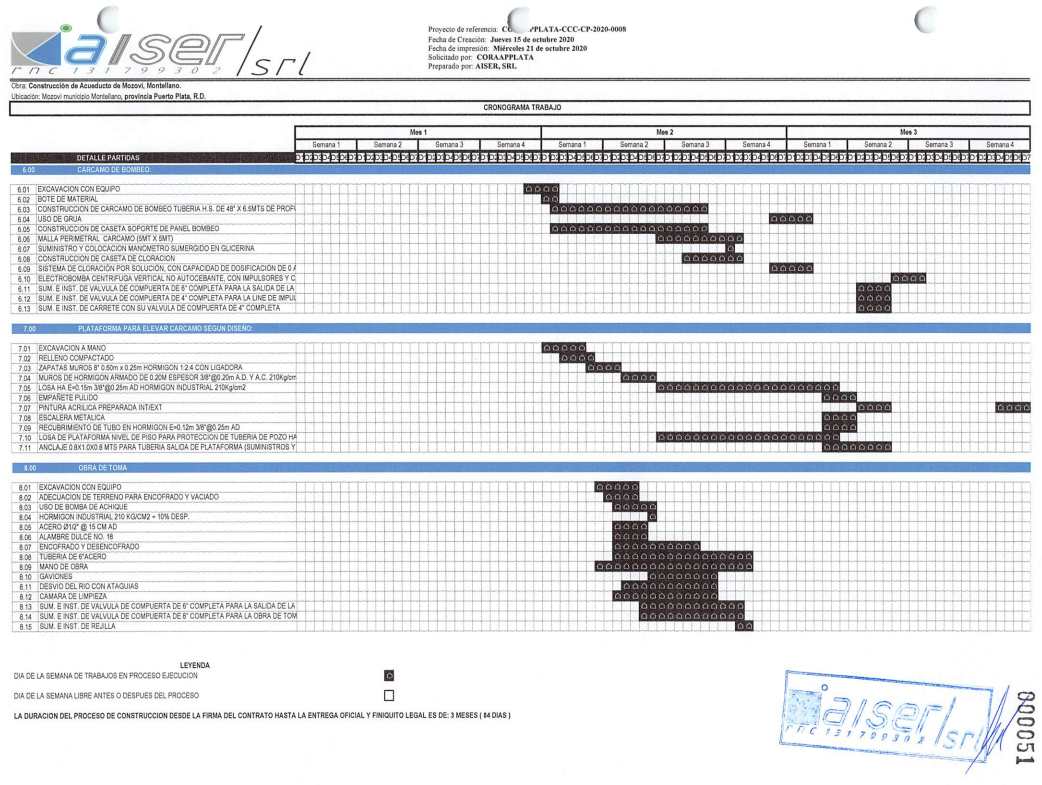 aiser/srl
rnc 131799302
Proyecto de referencia: CORAAPPLATA-CCC-CP-2020-0008
Fecha de Creación: Jueves 15 de octubre 2020
Fecha de impresión: Miércoles 21 de octubre 2020
Solicitado por: CORAAPPLATA
Preparado por: AISER, SRL
Obra: Construcción de Acueducto de Mozovi, Montellano.
Ubicación: Mozovi municipio Montellano, provincia Puerto Plata, R.D.
CRONOGRAMA TRABAJO
Mes 1 Mes 2 Mes 3
Semana 1 Semana 2 Semana 3 Semana 4 Semana 1 Semana 2 Semana 3 Semana 4 Semana 1 Semana 2 Semana 3 Semana 4
DETALLE PARTIDAS D1D2D3D4D5D6D7 D1D2D3D4D5D6D7 D1D2D3D4D5D6D7 D1D2D3D4D5D6D7 D1D2D3D4D5D6D7 D1D2D3D4D5D6D7 D1D2D3D4D5D6D7 D1D2D3D4D5D6D7 D1D2D3D4D5D6D7 D1D2D3D4D5D6D7 D1D2D3D4D5D6D7 D1D2D3D4D5D6D7
6.00 CARCAMO DE BOMBEO:
6.01 EXCAVACION CON EQUIPO
6.02 BOTE DE MATERIAL
6.03 CONSTRUCCION DE CARCAMO DE BOMBEO TUBERIA H.S. DE 48" X 6.5MTS DE PROFU
6.04 USO DE GRUA
6.05 CONSTRUCCION DE CASETA SOPORTE DE PANEL BOMBEO
6.06 MALLA PERIMETRAL CARCAMO (5MT X 5MT)
6.07 SUMINISTRO Y COLOCACION MANOMETRO SUMERGIDO EN GLICERINA
6.08 CONSTRUCCION DE CASETA DE CLORACION
6.09 SISTEMA DE CLORACIÓN POR SOLUCIÓN, CON CAPACIDAD DE DOSIFICACIÓN DE 0 A
6.10 ELECTROBOMBA CENTRIFUGA VERTICAL NO AUTOCEBANTE, CON IMPULSORES Y C
6.11 SUM. E INST. DE VALVULA DE COMPUERTA DE 6" COMPLETA PARA LA SALIDA DE LA
6.12 SUM. E INST. DE VALVULA DE COMPUERTA DE 4" COMPLETA PARA LA LINE DE IMPUL
6.13 SUM. E INST. DE CARRETE CON SU VALVULA DE COMPUERTA DE 4" COMPLETA
7.00 PLATAFORMA PARA ELEVAR CARCAMO SEGUN DISEÑO:
7.01 EXCAVACION A MANO
7.02 RELLENO COMPACTADO
7.03 ZAPATAS MUROS 8" 0.60m x 0.25m HORMIGON 1:2:4 CON LIGADORA
7.04 MUROS DE HORMIGON ARMADO DE 0.20M ESPESOR 3/8"@0.20m A.D. Y A.C. 210Kg/cm
7.05 LOSA HA E=0.15m 3/8"@0.25m AD HORMIGON INDUSTRIAL 210Kg/cm2
7.06 EMPAÑETE PULIDO
7.07 PINTURA ACRILICA PREPARADA INT/EXT
7.08 ESCALERA METALICA
7.09 RECUBRIMIENTO DE TUBO EN HORMIGON E=0.12m 3/8"@0.25m AD
7.10 LOSA DE PLATAFORMA NIVEL DE PISO PARA PROTECCION DE TUBERIA DE POZO HA
7.11 ANCLAJE 0.8X1.0X0.8 MTS PARA TUBERIA SALIDA DE PLATAFORMA (SUMINISTROS Y
8.00 OBRA DE TOMA
8.01 EXCAVACION CON EQUIPO
8.02 ADECUACION DE TERRENO PARA ENCOFRADO Y VACIADO
8.03 USO DE BOMBA DE ACHIQUE
8.04 HORMIGON INDUSTRIAL 210 KG/CM2 + 10% DESP.
8.05 ACERO Ø1/2" @ 15 CM AD
8.06 ALAMBRE DULCE NO. 18
8.07 ENCOFRADO Y DESENCOFRADO
8.08 TUBERIA DE 6"ACERO
8.09 MANO DE OBRA
8.10 GAVIONES
8.11 DESVIO DEL RIO CON ATAGUIAS
8.12 CAMARA DE LIMPIEZA
8.13 SUM. E INST. DE VALVULA DE COMPUERTA DE 6" COMPLETA PARA LA SALIDA DE LA
8.14 SUM. E INST. DE VALVULA DE COMPUERTA DE 8" COMPLETA PARA LA OBRA DE TOM
8.15 SUM. E INST. DE REJILLA
LEYENDA
DIA DE LA SEMANA DE TRABAJOS EN PROCESO EJECUCION
DIA DE LA SEMANA LIBRE ANTES O DESPUES DEL PROCESO
LA DURACION DEL PROCESO DE CONSTRUCCION DESDE LA FIRMA DEL CONTRATO HASTA LA ENTREGA OFICIAL Y FINIQUITO LEGAL ES DE: 3 MESES ( 84 DIAS )
aiser/srl
rnc 131799302
000051